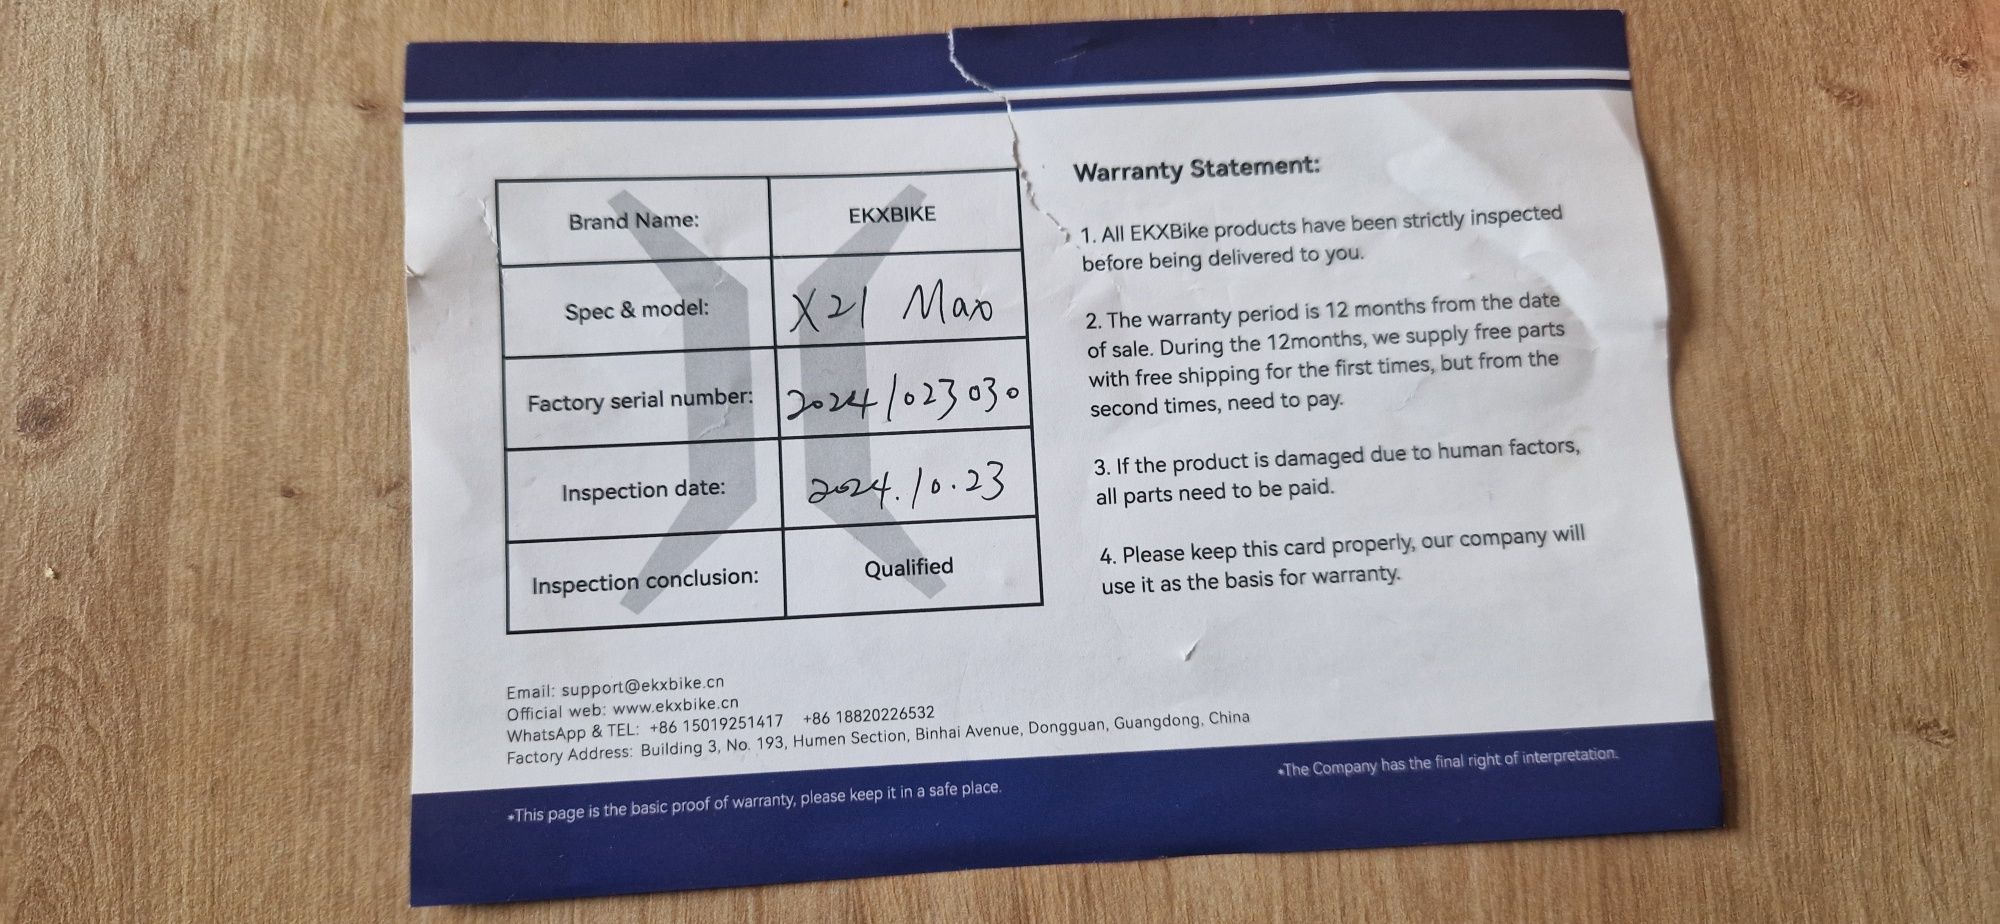 Brand Name: EKXBIKE
Spec & model: X21 Max
Factory serial number: 20241023030
Inspection date: 2024.10.23
Inspection conclusion: Qualified
Warranty Statement:
1. All EKXBike products have been strictly inspected
before being delivered to you.
2. The warranty period is 12 months from the date
of sale. During the 12months, we supply free parts
with free shipping for the first times, but from the
second times, need to pay.
3. If the product is damaged due to human factors,
all parts need to be paid.
4. Please keep this card properly, our company will
use it as the basis for warranty.
Email: support@ekxbike.cn
Official web: www.ekxbike.cn
WhatsApp & TEL: +86 15019251417 +86 18820226532
Factory Address: Building 3, No. 193, Humen Section, Binhai Avenue, Dongguan, Guangdong, China
*This page is the basic proof of warranty, please keep it in a safe place.
*The Company has the final right of interpretation.